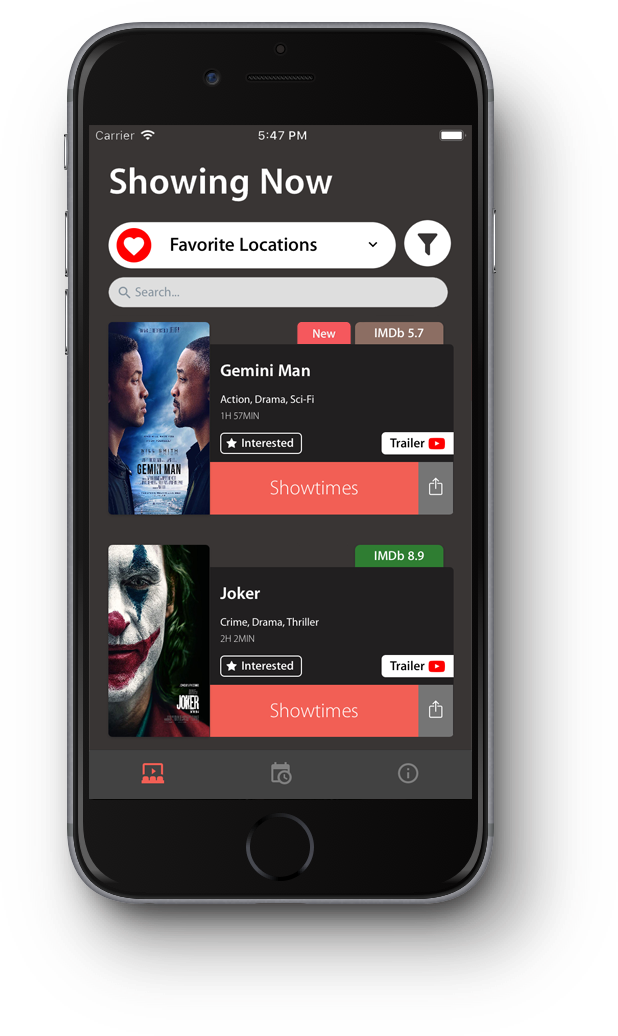 Carrier 5:47 PM
Showing Now
Favorite Locations
Search...
New IMDb 5.7
Gemini Man
Action, Drama, Sci-Fi
1H 57MIN
Interested Trailer
Showtimes
WILL SMITH
GEMINI MAN
IMDb 8.9
Joker
Crime, Drama, Thriller
2H 2MIN
Interested Trailer
Showtimes
JOKER